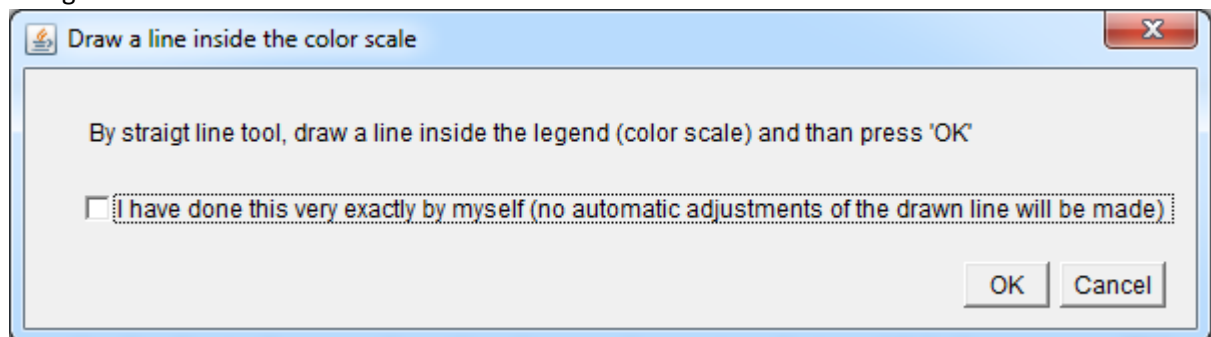 Draw a line inside the color scale
By straigt line tool, draw a line inside the legend (color scale) and than press 'OK'
I have done this very exactly by myself (no automatic adjustments of the drawn line will be made)
OK Cancel